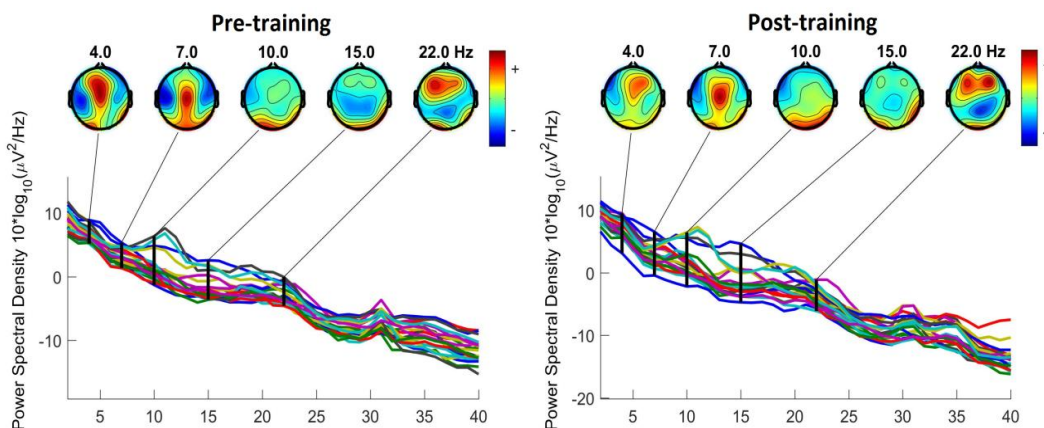 Pre-training
4.0 7.0 10.0 15.0 22.0 Hz
+
-
Power Spectral Density 10*log₁₀(μV²/Hz)
10
0
-10
5 10 15 20 25 30 35 40
Post-training
4.0 7.0 10.0 15.0 22.0 Hz
Power Spectral Density 10*log₁₀(μV²/Hz)
10
0
-10
-20
5 10 15 20 25 30 35 40